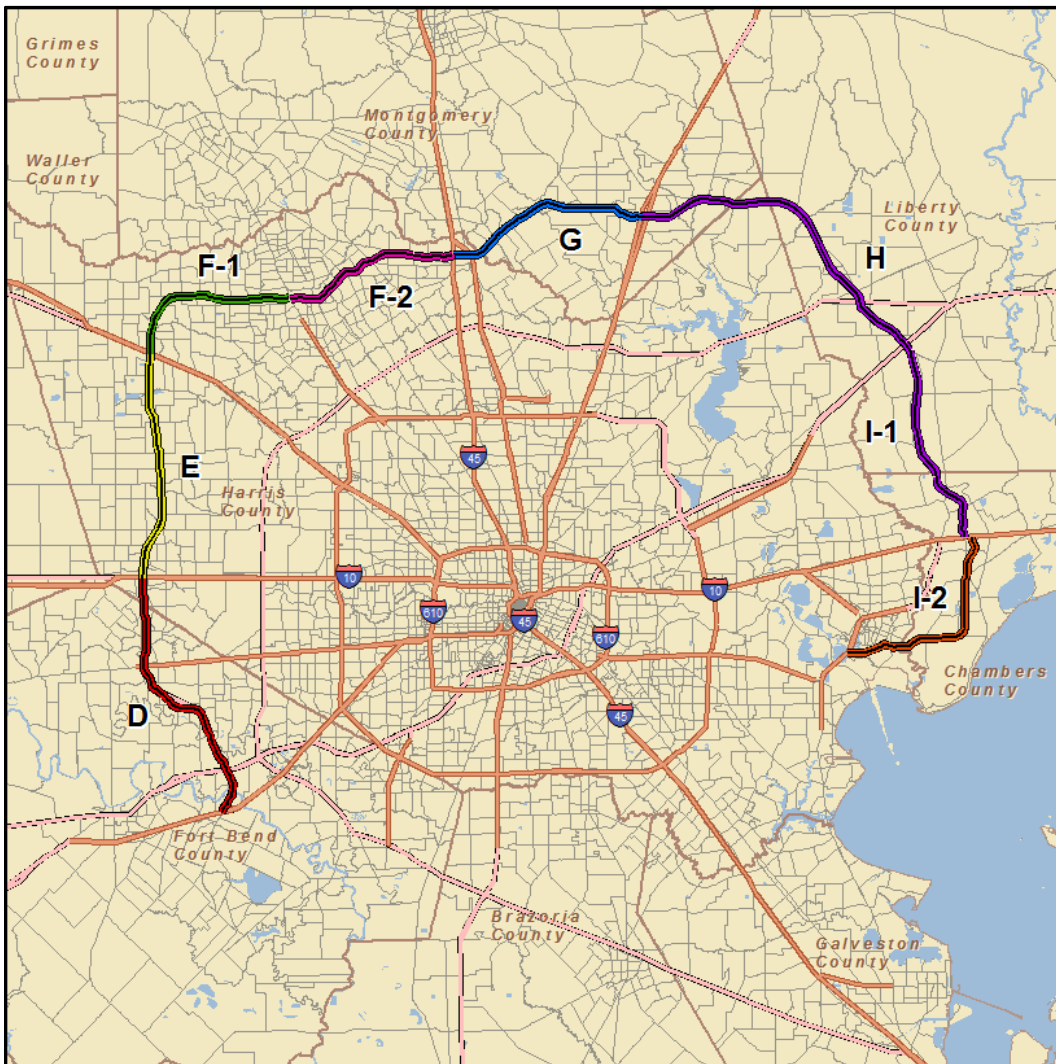 Grimes
County
Montgomery
County
Waller
County
Liberty
County
G
F-1
H
F-2
I-1
45
E
Harris
County
10
10
I-2
610
45
610
Chambers
County
D
45
Fort Bend
County
Brazoria
County
Galveston
County